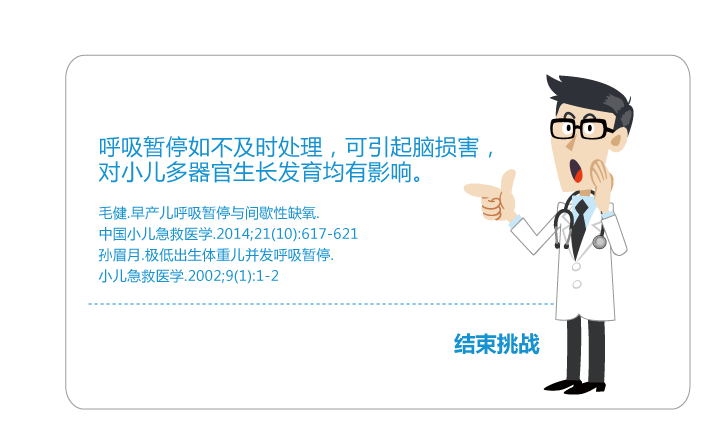 呼吸暂停如不及时处理，可引起脑损害，
对小儿多器官生长发育均有影响。
毛健.早产儿呼吸暂停与间歇性缺氧.
中国小儿急救医学.2014;21(10):617-621
孙眉月.极低出生体重儿并发呼吸暂停.
小儿急救医学.2002;9(1):1-2
结束挑战